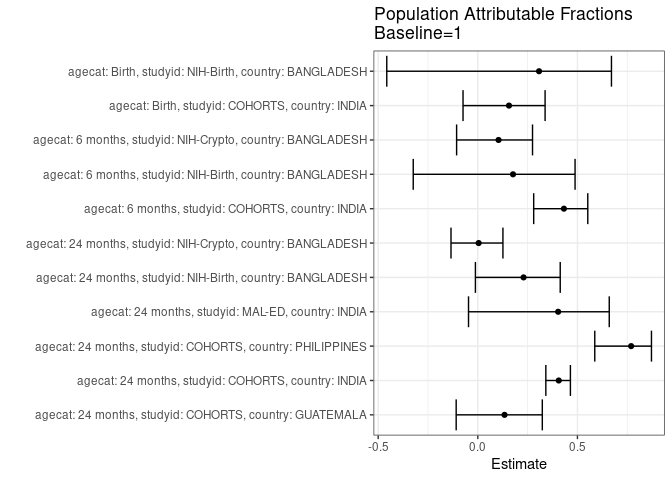 Population Attributable Fractions
Baseline=1
agecat: Birth, studyid: NIH-Birth, country: BANGLADESH
agecat: Birth, studyid: COHORTS, country: INDIA
agecat: 6 months, studyid: NIH-Crypto, country: BANGLADESH
agecat: 6 months, studyid: NIH-Birth, country: BANGLADESH
agecat: 6 months, studyid: COHORTS, country: INDIA
agecat: 24 months, studyid: NIH-Crypto, country: BANGLADESH
agecat: 24 months, studyid: NIH-Birth, country: BANGLADESH
agecat: 24 months, studyid: MAL-ED, country: INDIA
agecat: 24 months, studyid: COHORTS, country: PHILIPPINES
agecat: 24 months, studyid: COHORTS, country: INDIA
agecat: 24 months, studyid: COHORTS, country: GUATEMALA
-0.5 0.0 0.5
Estimate